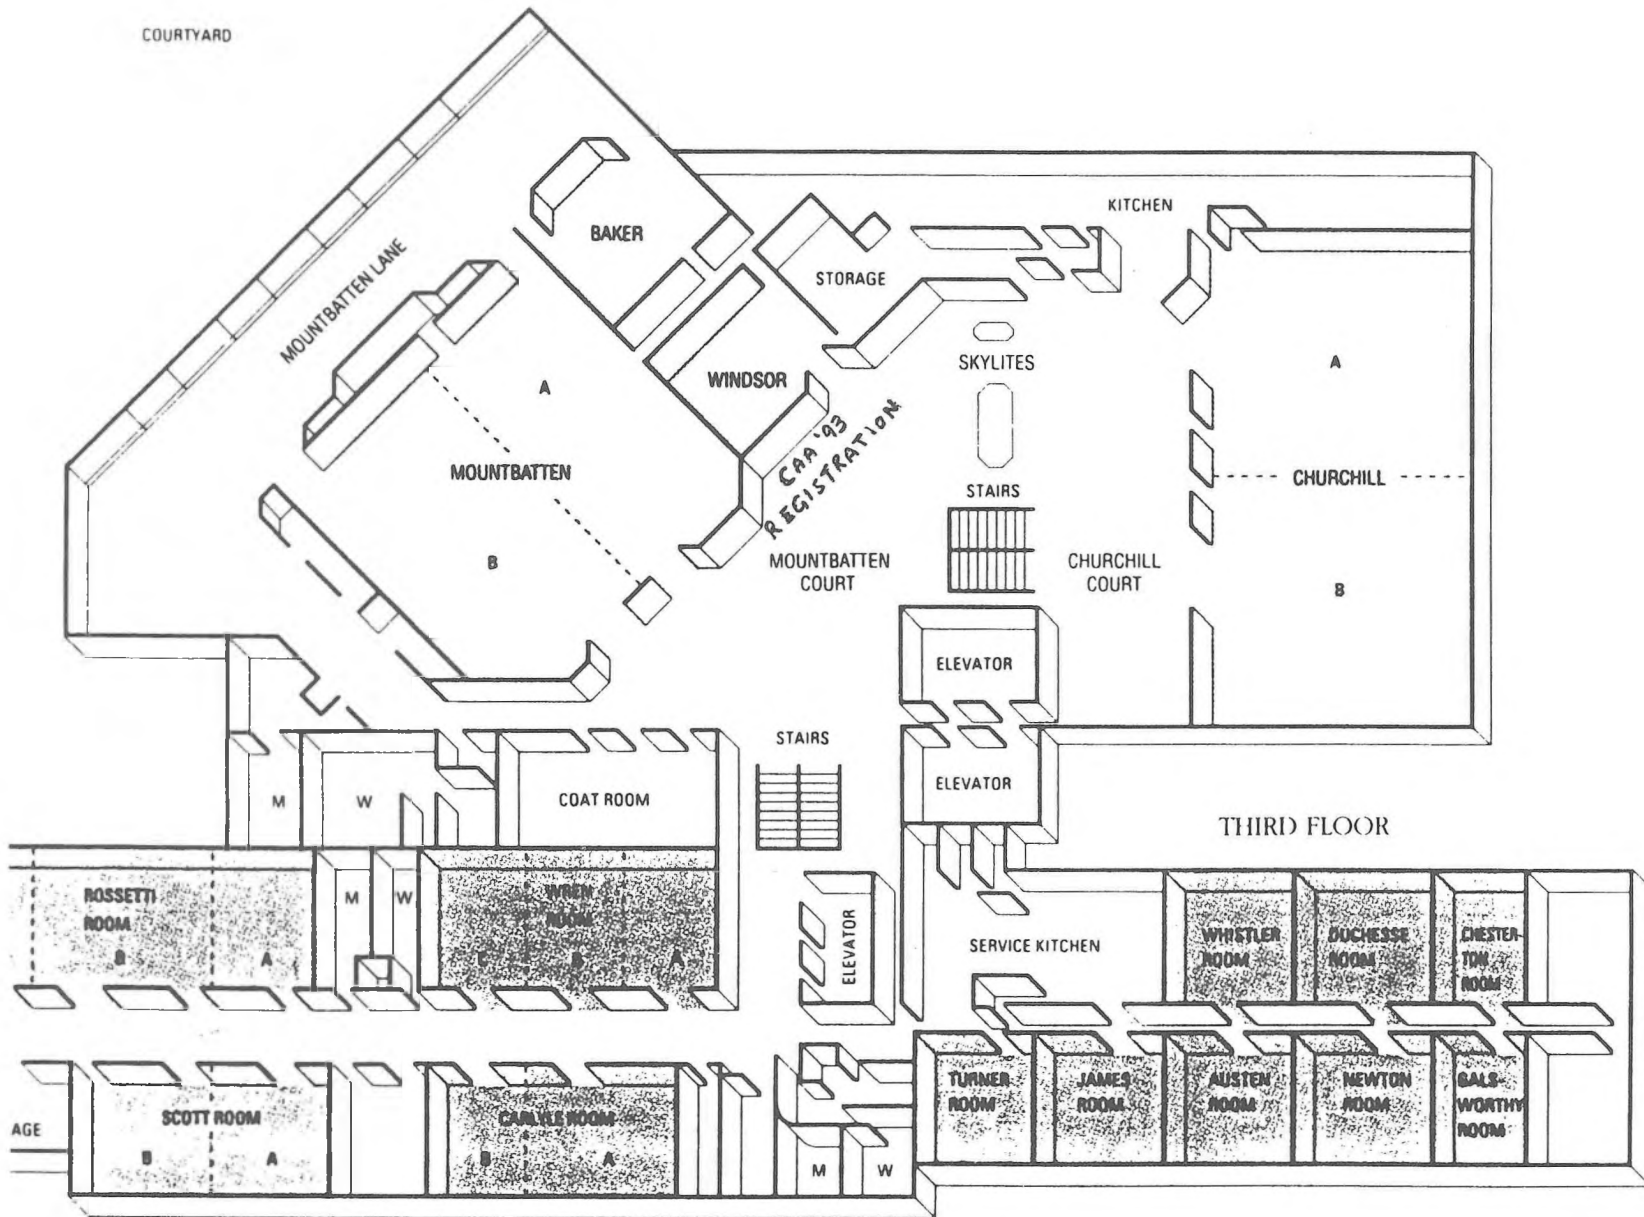 COURTYARD
KITCHEN
BAKER
MOUNTBATTEN LANE
STORAGE
SKYLITES
A
A
WINDSOR
CAA '93
REGISTRATION
MOUNTBATTEN
CHURCHILL
STAIRS
B
MOUNTBATTEN
COURT
CHURCHILL
COURT
B
ELEVATOR
STAIRS
ELEVATOR
M
W
COAT ROOM
THIRD FLOOR
ROSSETTI
ROOM
B
A
M
W
WREN
ROOM
C
B
A
ELEVATOR
SERVICE KITCHEN
WHISTLER
ROOM
DUCHESSE
ROOM
CHESTER-
TON
ROOM
TURNER
ROOM
JAMES
ROOM
AUSTEN
ROOM
NEWTON
ROOM
GALS-
WORTHY
ROOM
AGE
SCOTT ROOM
B
A
CARLYLE ROOM
B
A
M
W